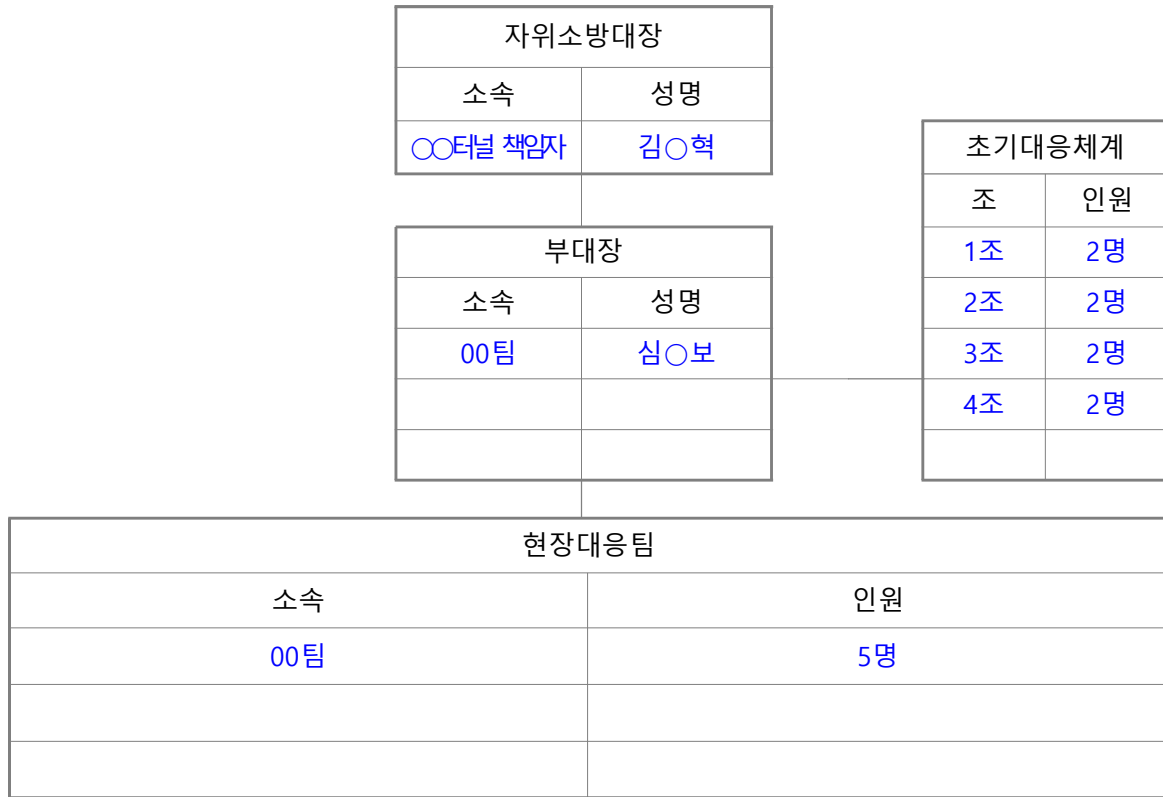 자위소방대장
소속 성명
○○터널 책임자 김○혁
초기대응체계
조 인원
1조 2명
2조 2명
3조 2명
4조 2명
부대장
소속 성명
00팀 심○보
현장대응팀
소속 인원
00팀 5명